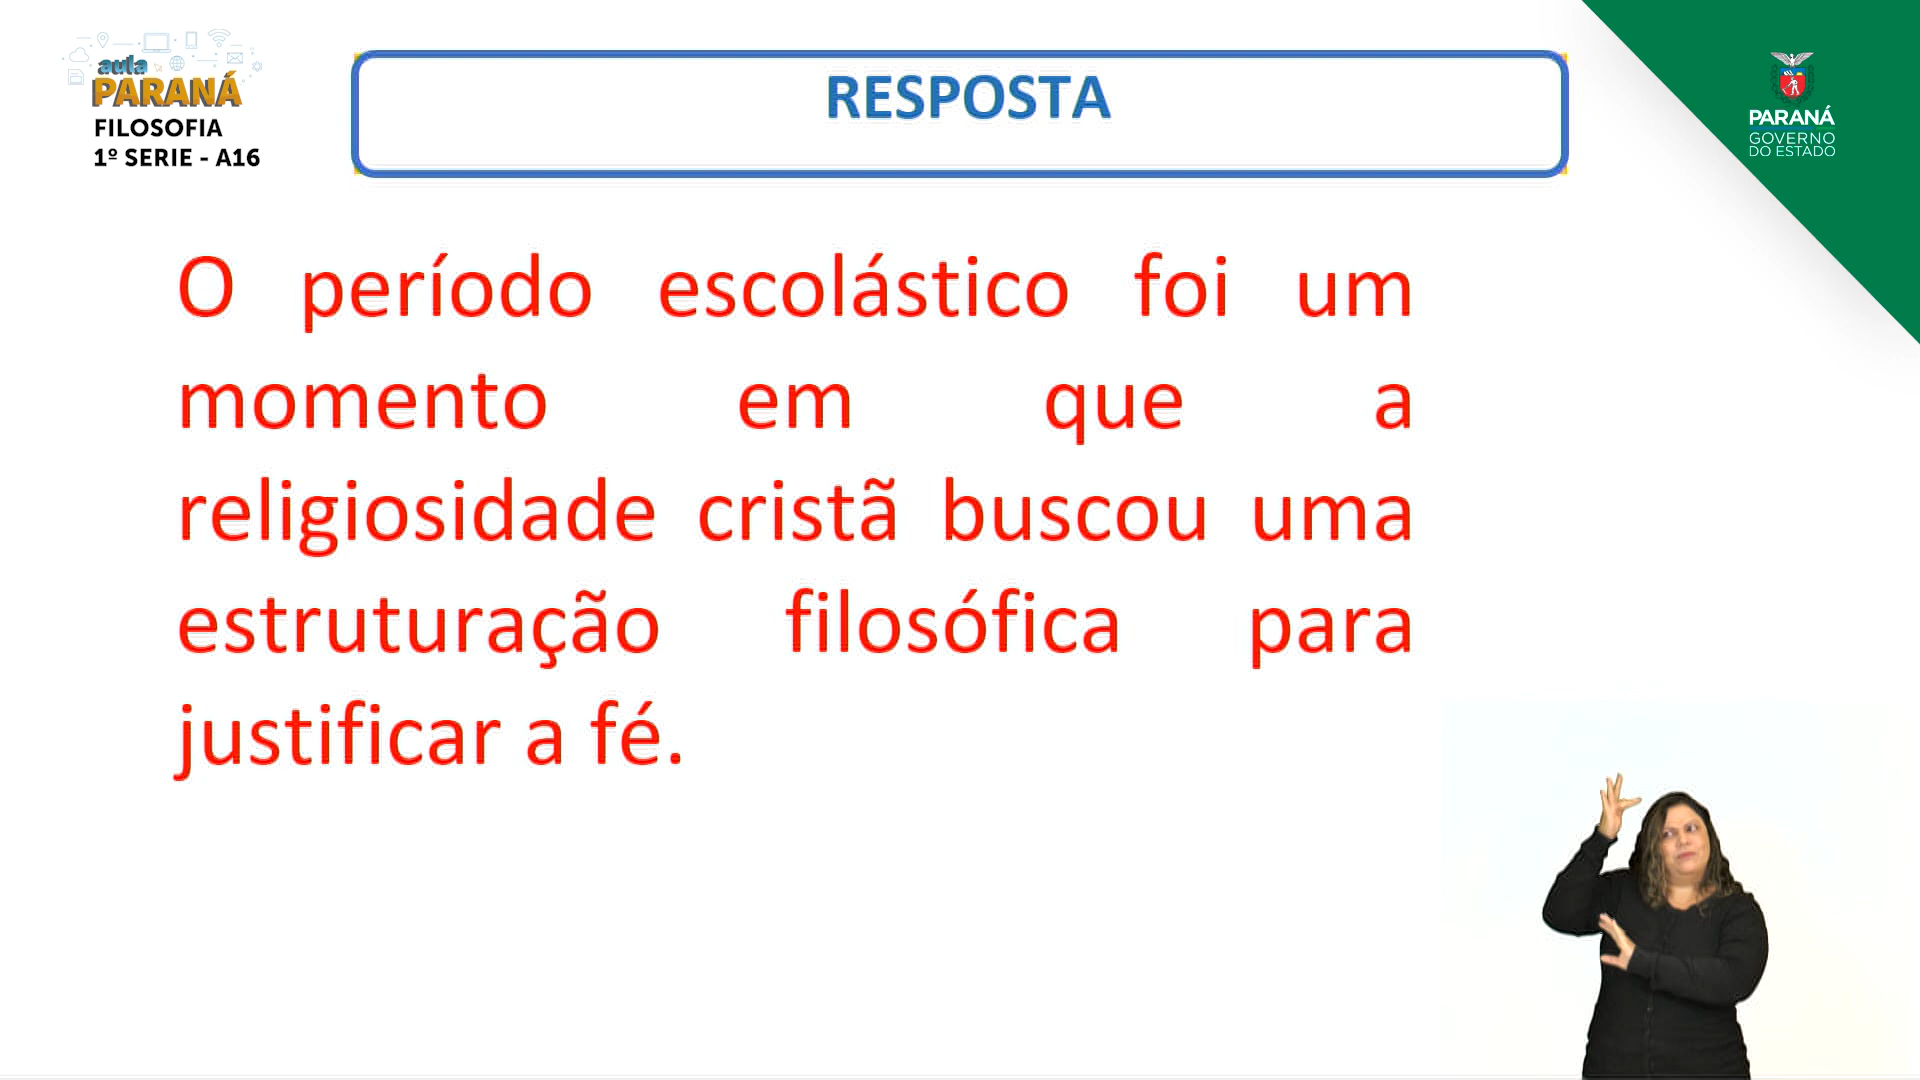 aula
PARANÁ
FILOSOFIA
1º SERIE - A16
RESPOSTA
PARANÁ
GOVERNO
DO ESTADO
O período escolástico foi um
momento em que a
religiosidade cristã buscou uma
estruturação filosófica para
justificar a fé.